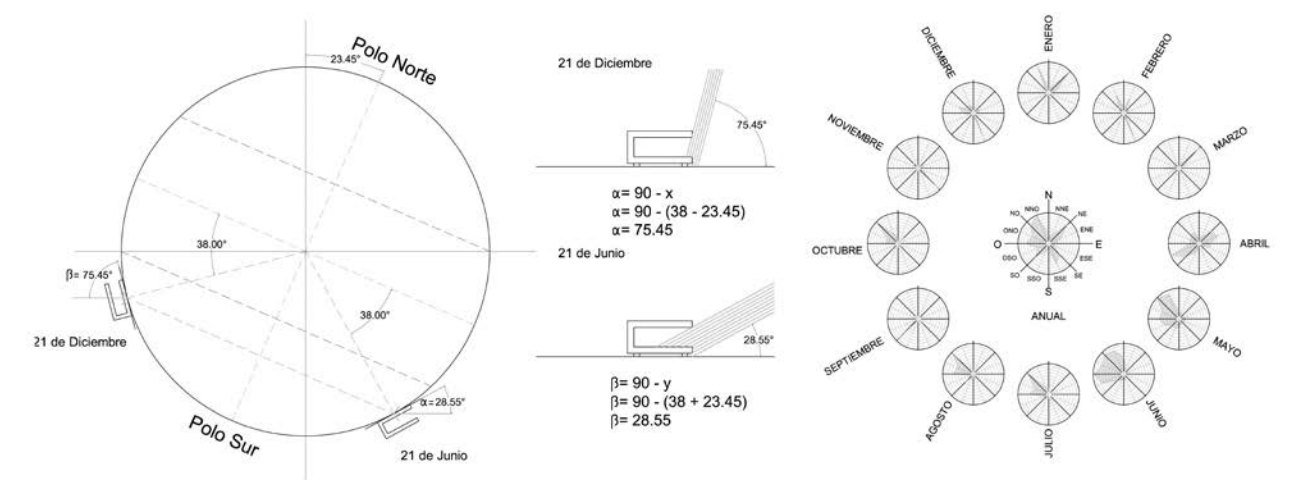 Polo Norte
23.45°
38.00°
β= 75.45°
21 de Diciembre
38.00°
α=28.55°
Polo Sur
21 de Junio
21 de Diciembre
75.45°
α= 90 - x
α= 90 - (38 - 23.45)
α= 75.45
21 de Junio
28.55°
β= 90 - y
β= 90 - (38 + 23.45)
β= 28.55
ENERO
FEBRERO
MARZO
ABRIL
MAYO
JUNIO
JULIO
AGOSTO
SEPTIEMBRE
OCTUBRE
NOVIEMBRE
DICIEMBRE
N
NNO
NNE
NO
NE
ONO
ENE
O
E
OSO
ESE
SO
SE
SSO
SSE
S
ANUAL